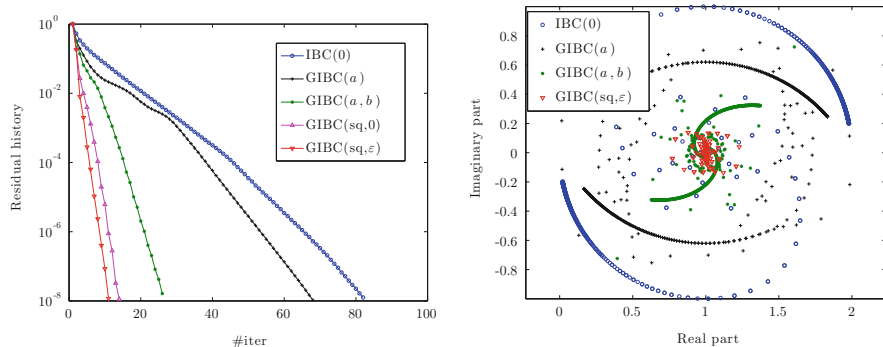 10^0
10^-2
10^-4
10^-6
10^-8
0
20
40
60
80
100
Residual history
#iter
IBC(0)
GIBC(a)
GIBC(a, b)
GIBC(sq,0)
GIBC(sq,ε)
0.8
0.6
0.4
0.2
0
-0.2
-0.4
-0.6
-0.8
0
0.5
1
1.5
2
Imaginary part
Real part
IBC(0)
GIBC(a)
GIBC(a, b)
GIBC(sq,ε)